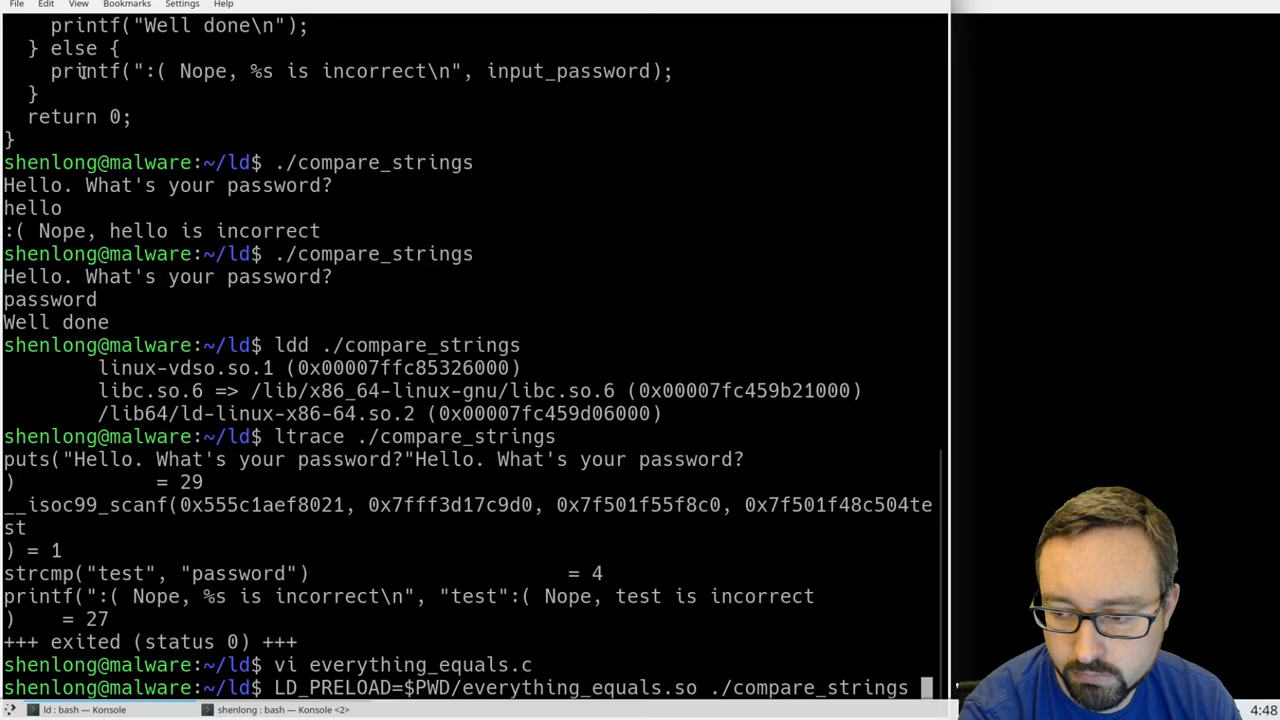 File Edit View Bookmarks Settings Help
printf("Well done\n");
} else {
printf(":( Nope, %s is incorrect\n", input_password);
}
return 0;
}
shenlong@malware:~/ld$ ./compare_strings
Hello. What's your password?
hello
:( Nope, hello is incorrect
shenlong@malware:~/ld$ ./compare_strings
Hello. What's your password?
password
Well done
shenlong@malware:~/ld$ ldd ./compare_strings
linux-vdso.so.1 (0x00007ffc85326000)
libc.so.6 => /lib/x86_64-linux-gnu/libc.so.6 (0x00007fc459b21000)
/lib64/ld-linux-x86-64.so.2 (0x00007fc459d06000)
shenlong@malware:~/ld$ ltrace ./compare_strings
puts("Hello. What's your password?"Hello. What's your password?
) = 29
__isoc99_scanf(0x555c1aef8021, 0x7fff3d17c9d0, 0x7f501f55f8c0, 0x7f501f48c504te
st
) = 1
strcmp("test", "password") = 4
printf(":( Nope, %s is incorrect\n", "test":( Nope, test is incorrect
) = 27
+++ exited (status 0) +++
shenlong@malware:~/ld$ vi everything_equals.c
shenlong@malware:~/ld$ LD_PRELOAD=$PWD/everything_equals.so ./compare_strings
ld : bash — Konsole shenlong : bash — Konsole <2> 4:48